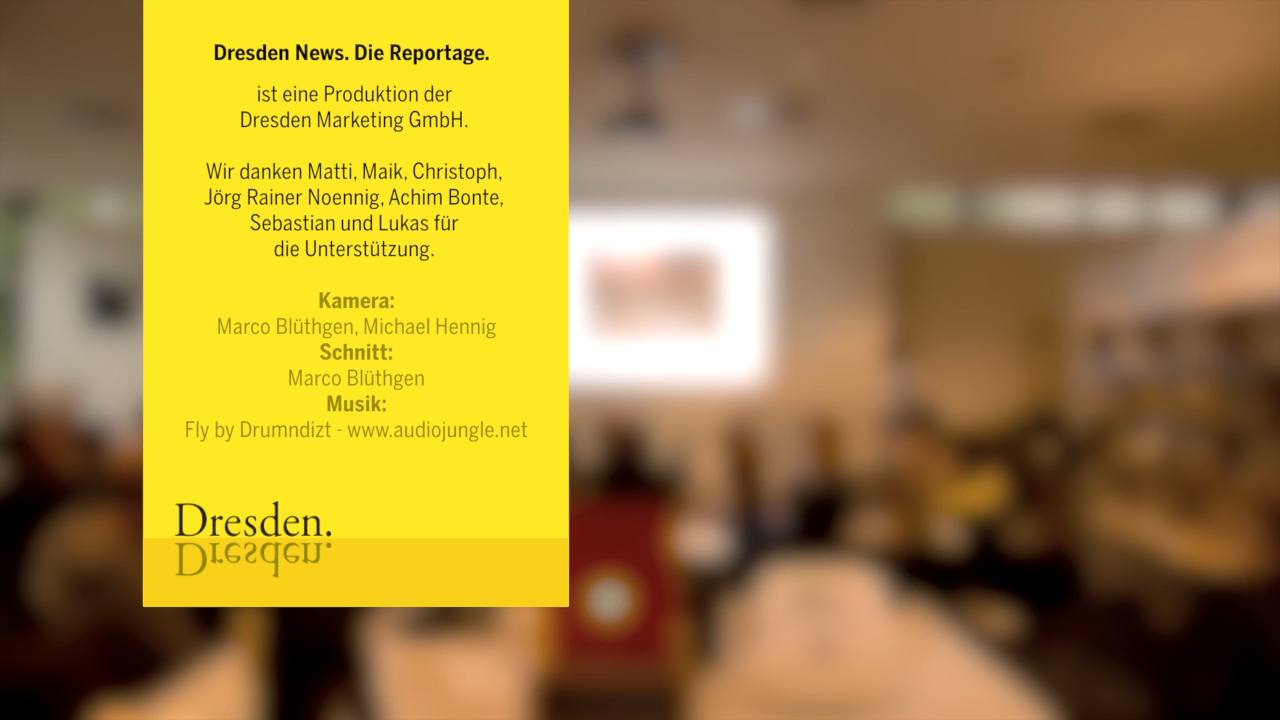 Dresden News. Die Reportage.
ist eine Produktion der
Dresden Marketing GmbH.
Wir danken Matti, Maik, Christoph,
Jörg Rainer Noennig, Achim Bonte,
Sebastian und Lukas für
die Unterstützung.
Kamera:
Marco Blüthgen, Michael Hennig
Schnitt:
Marco Blüthgen
Musik:
Fly by Drumndizt - www.audiojungle.net
Dresden.